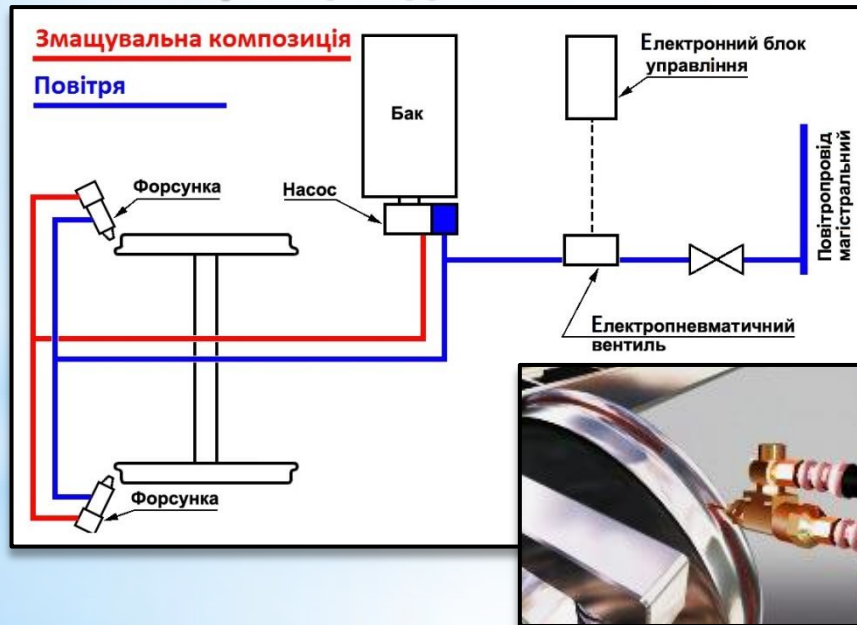 Змащувальна композиція
Повітря
Бак
Електронний блок
управління
Форсунка
Насос
Повітропровід
магістральний
Електропневматичний
вентиль
Форсунка